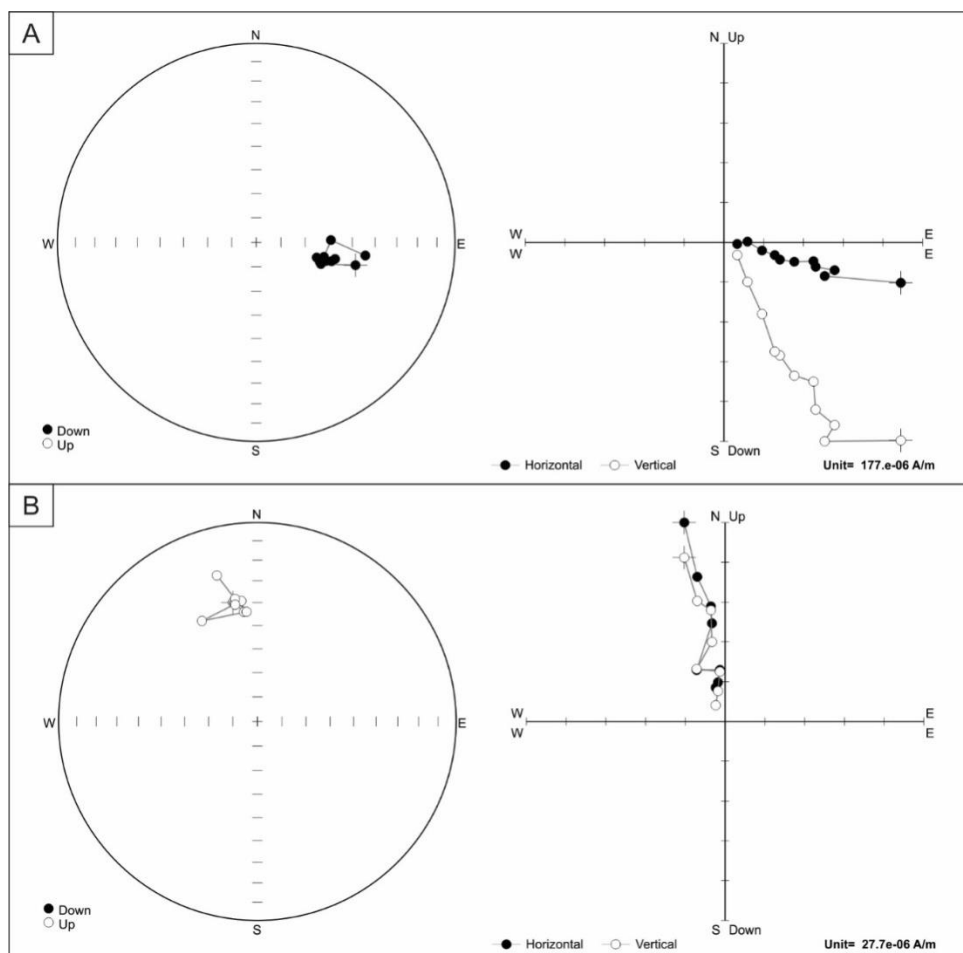 A
N
W E
S
Down
Up
N Up
W E
W E
S Down
Horizontal Vertical Unit= 177.e-06 A/m
B
N
W E
S
Down
Up
N Up
W E
W E
S Down
Horizontal Vertical Unit= 27.7e-06 A/m